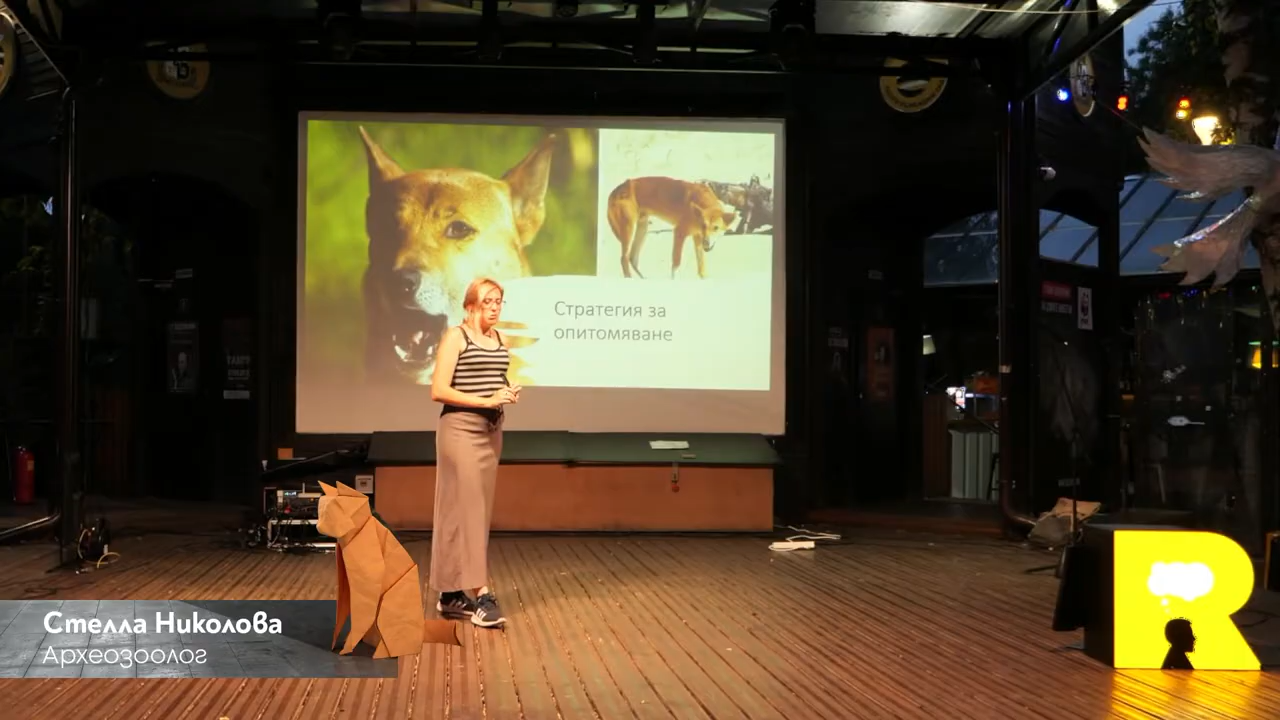 Стратегия за
опитомяване
Стелла Николова
Археозоолог
R